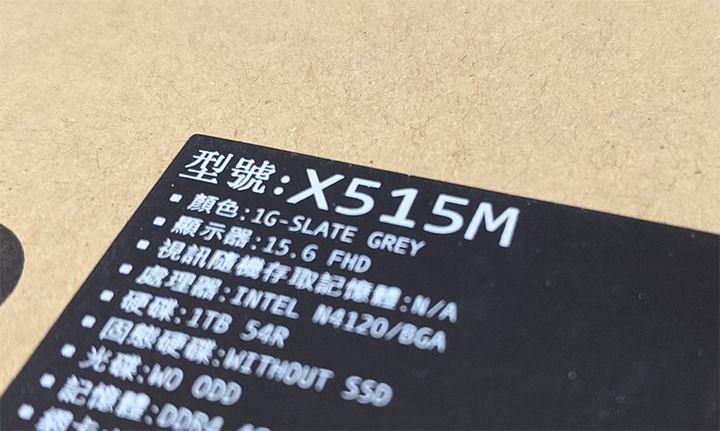 型號:X515M
▪ 顏色:1G-SLATE GREY
▪ 顯示器:15.6 FHD
▪ 視訊隨機存取記憶體:N/A
▪ 處理器:INTEL N4120/BGA
▪ 硬碟:1TB 54R
▪ 固態硬碟:WITHOUT SSD
▪ 光碟:WO ODD
▪ 記憶體:DDR4